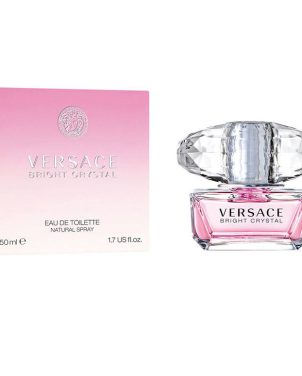 VERSACE
BRIGHT CRYSTAL
EAU DE TOILETTE
NATURAL SPRAY
50 ml ℮
1.7 US fl.oz.
VERSACE
BRIGHT CRYSTAL